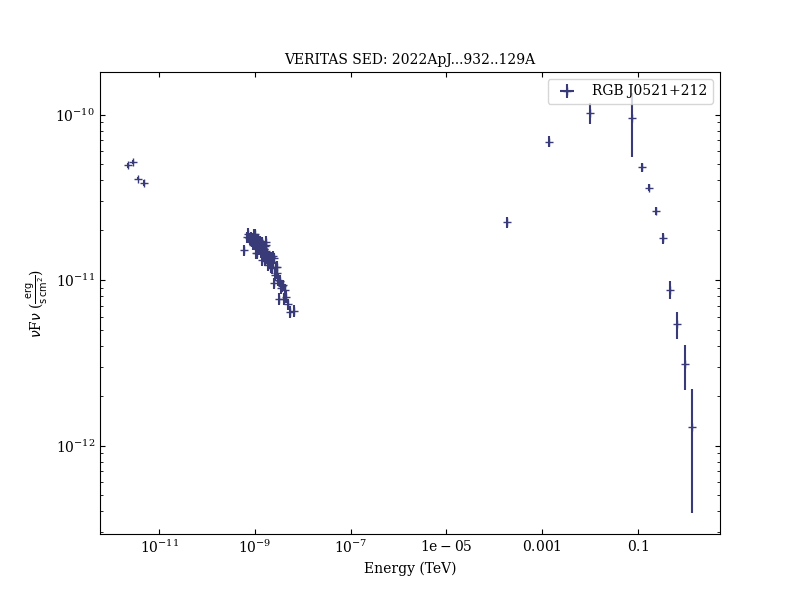 VERITAS SED: 2022ApJ...932..129A
RGB J0521+212
10⁻¹⁰
10⁻¹¹
10⁻¹²
νFν (erg / s cm²)
10⁻¹¹ 10⁻⁹ 10⁻⁷ 1e−05 0.001 0.1
Energy (TeV)